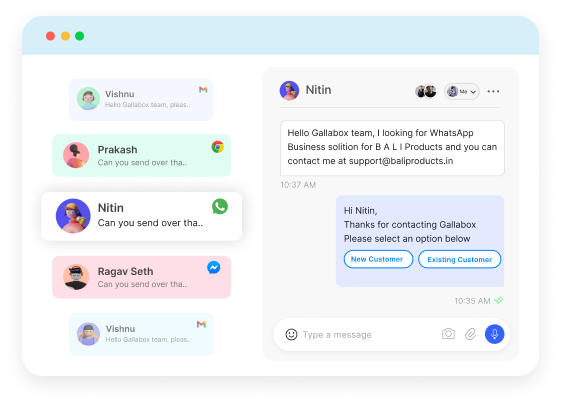 Vishnu
Hello Gallabox team, pleas..
Prakash
Can you send over tha..
Nitin
Can you send over tha..
Ragav Seth
Can you send over tha..
Vishnu
Hello Gallabox team, pleas..
Nitin
Me
Hello Gallabox team, I looking for WhatsApp
Business solition for B A L I Products and you can
contact me at support@baliproducts.in
10:37 AM
Hi Nitin,
Thanks for contacting Gallabox
Please select an option below
New Customer
Existing Customer
10:35 AM
Type a message